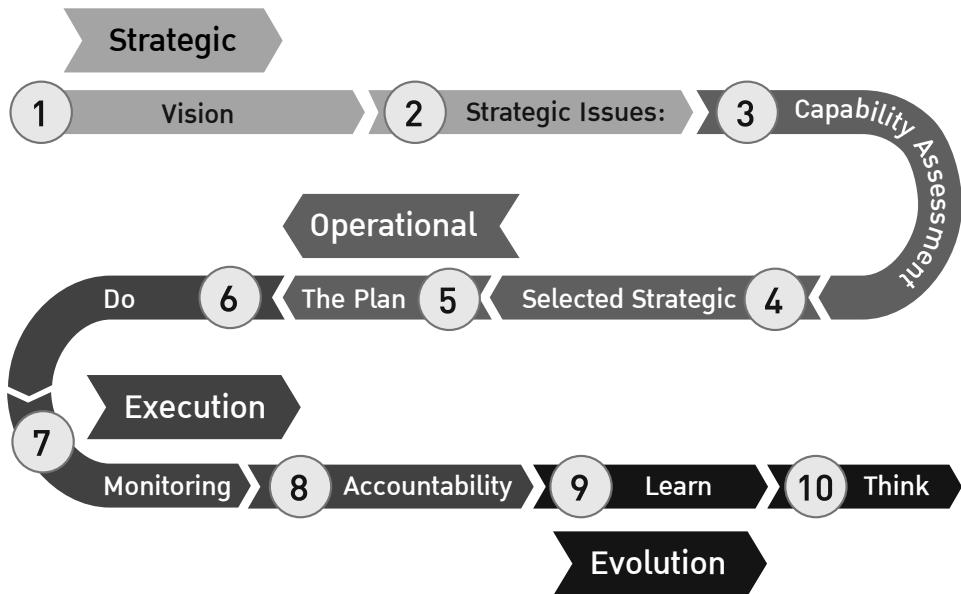 Strategic
1 Vision
2 Strategic Issues:
3 Capability Assessment
Operational
4 Selected Strategic
5 The Plan
6 Do
Execution
7 Monitoring
8 Accountability
9 Learn
10 Think
Evolution